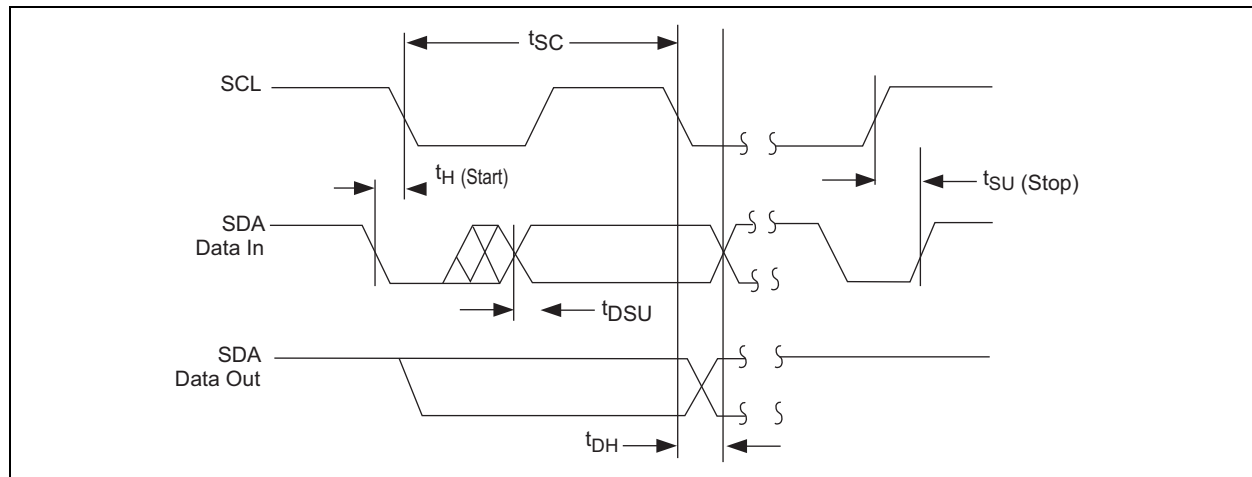 tSC
SCL
tH (Start)
tSU (Stop)
SDA
Data In
tDSU
SDA
Data Out
tDH